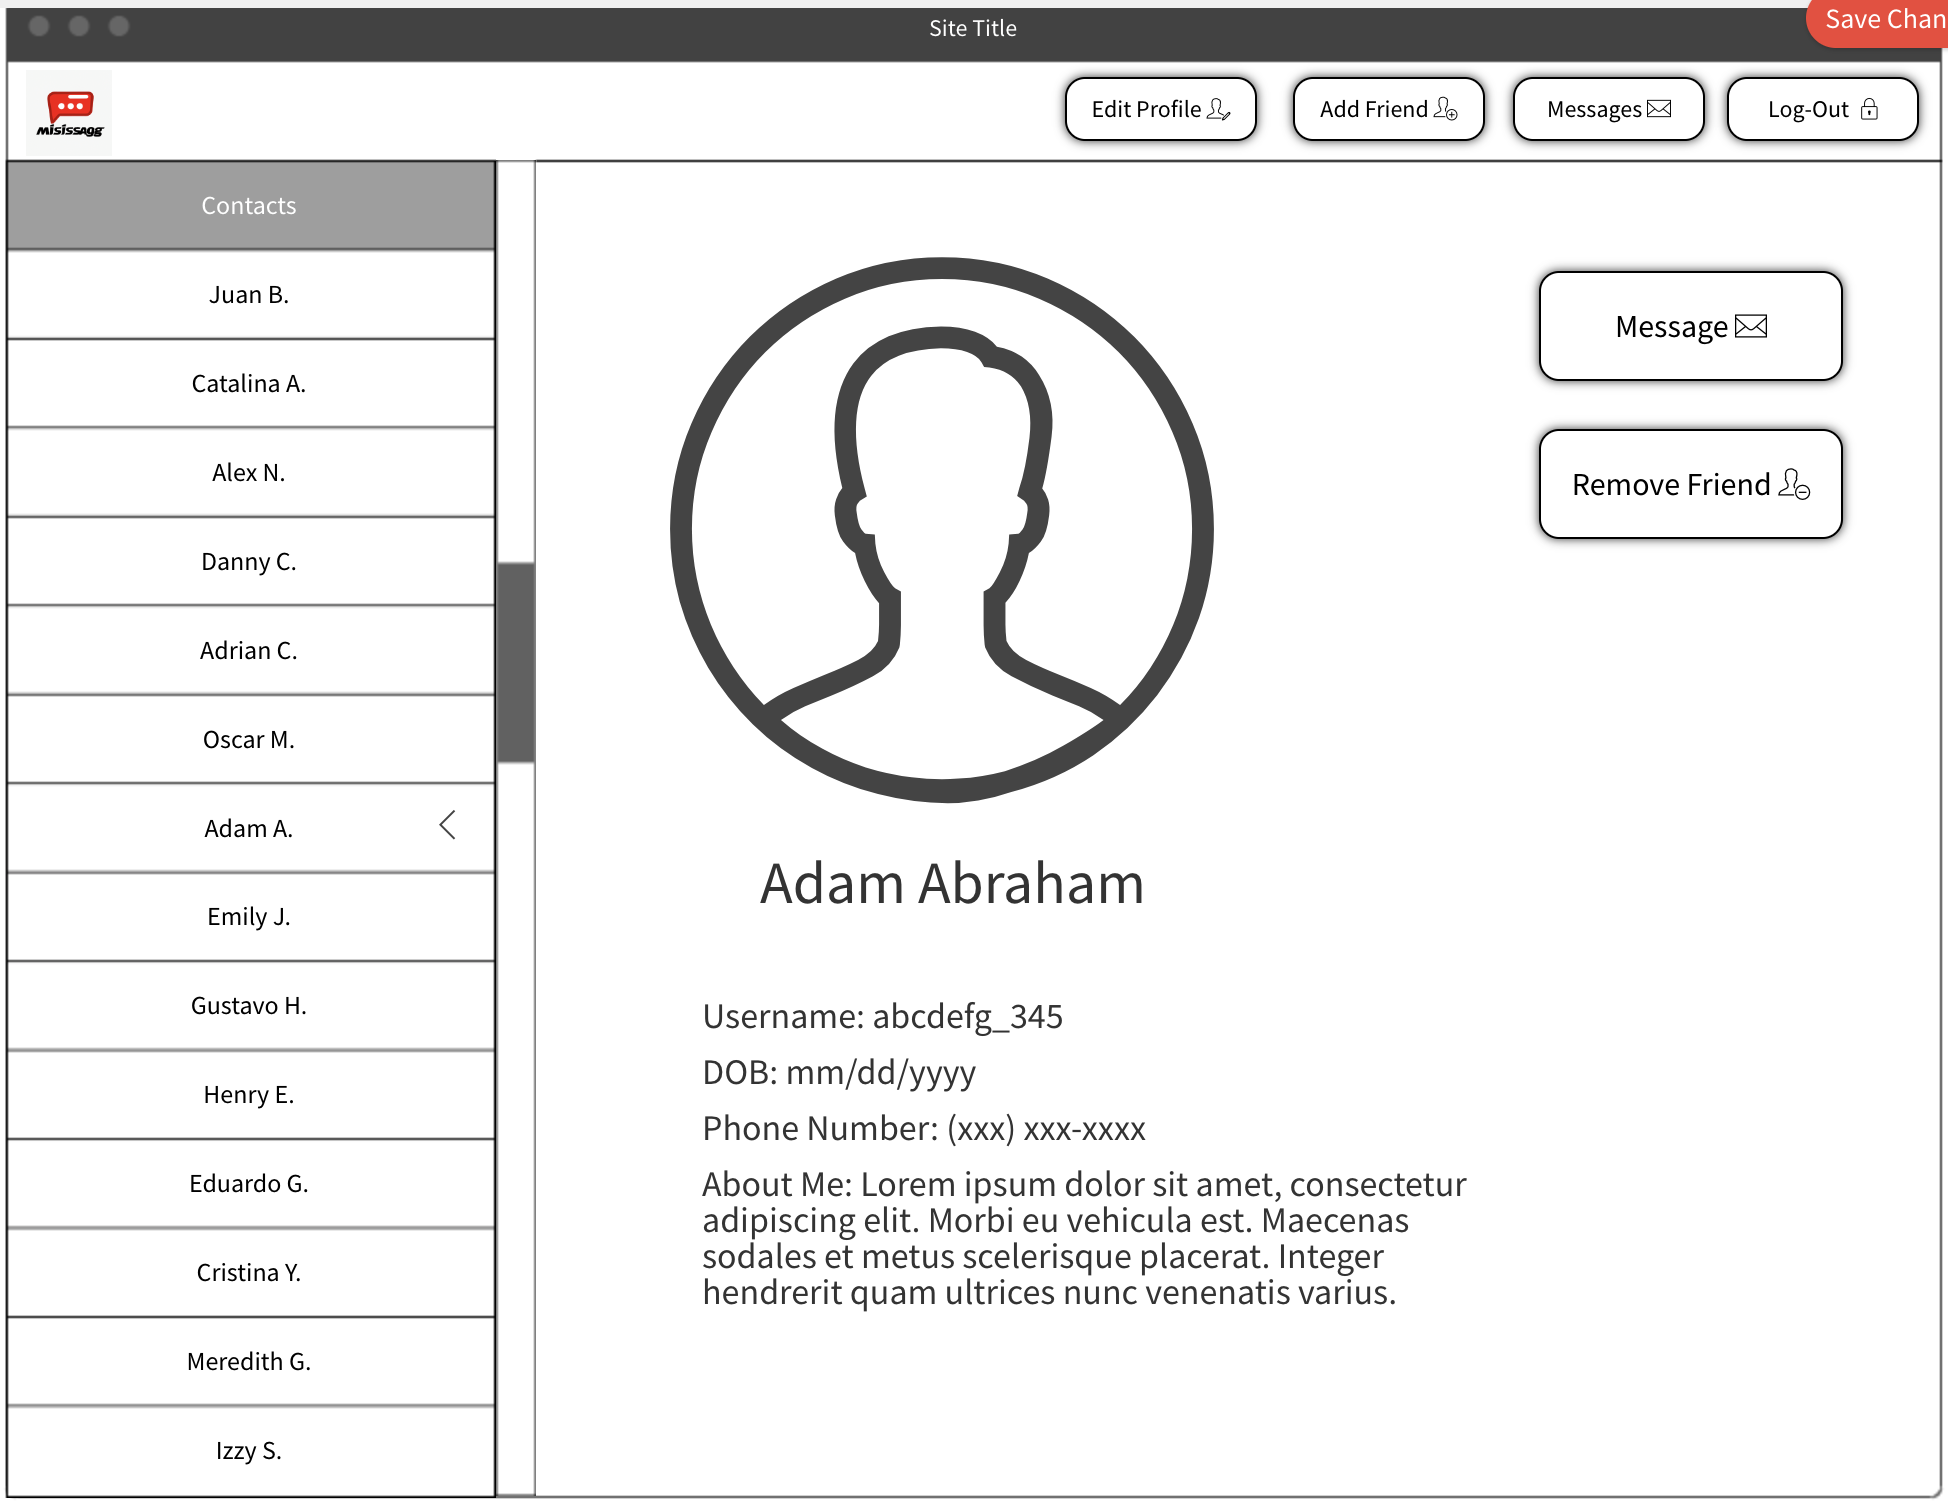 Site Title
Save Chan
Misissagg
Edit Profile
Add Friend
Messages
Log-Out
Contacts
Juan B.
Catalina A.
Alex N.
Danny C.
Adrian C.
Oscar M.
Adam A.
Emily J.
Gustavo H.
Henry E.
Eduardo G.
Cristina Y.
Meredith G.
Izzy S.
Message
Remove Friend
Adam Abraham
Username: abcdefg_345
DOB: mm/dd/yyyy
Phone Number: (xxx) xxx-xxxx
About Me: Lorem ipsum dolor sit amet, consectetur
adipiscing elit. Morbi eu vehicula est. Maecenas
sodales et metus scelerisque placerat. Integer
hendrerit quam ultrices nunc venenatis varius.